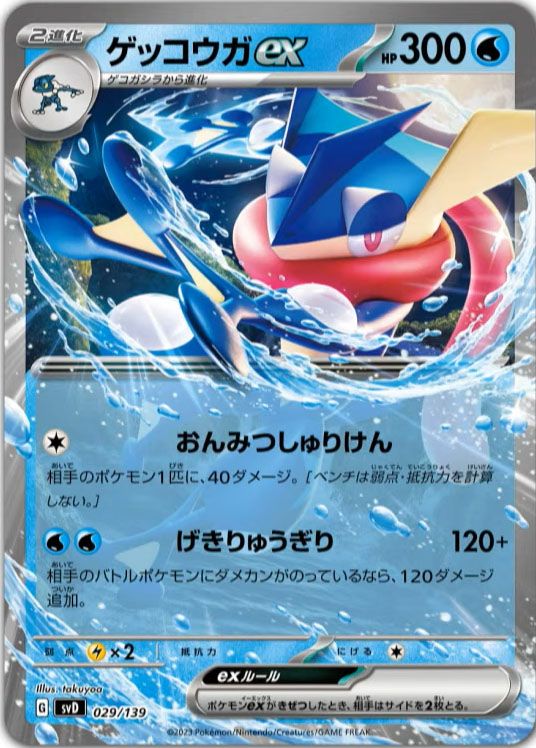 2進化
ゲッコウガex
HP300
ゲコガシラから進化
おんみつしゅりけん
相手のポケモン1匹に、40ダメージ。[ベンチは弱点・抵抗力を計算
しない。]
げきりゅうぎり 120+
相手のバトルポケモンにダメカンがのっているなら、120ダメージ
追加。
弱点 ×2 抵抗力 にげる
exルール
ポケモンexがきぜつしたとき、相手はサイドを2枚とる。
Illus. takuyoa
G svD 029/139
©2023 Pokémon/Nintendo/Creatures/GAME FREAK